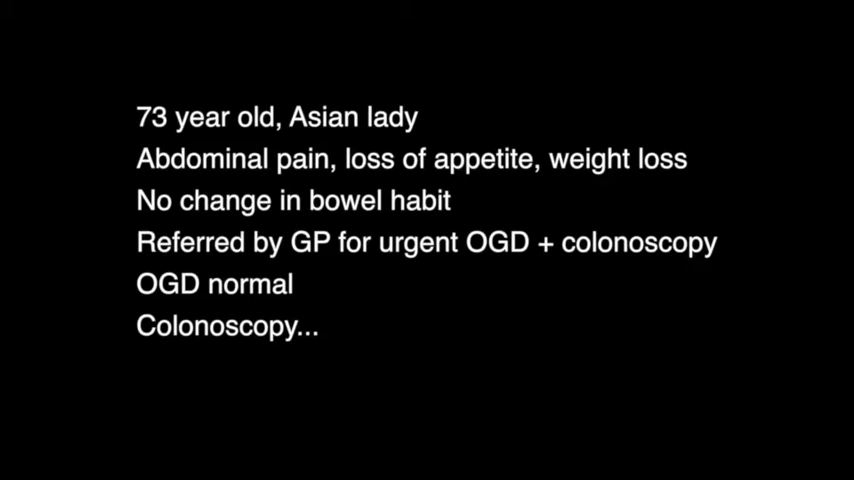 73 year old, Asian lady
Abdominal pain, loss of appetite, weight loss
No change in bowel habit
Referred by GP for urgent OGD + colonoscopy
OGD normal
Colonoscopy...